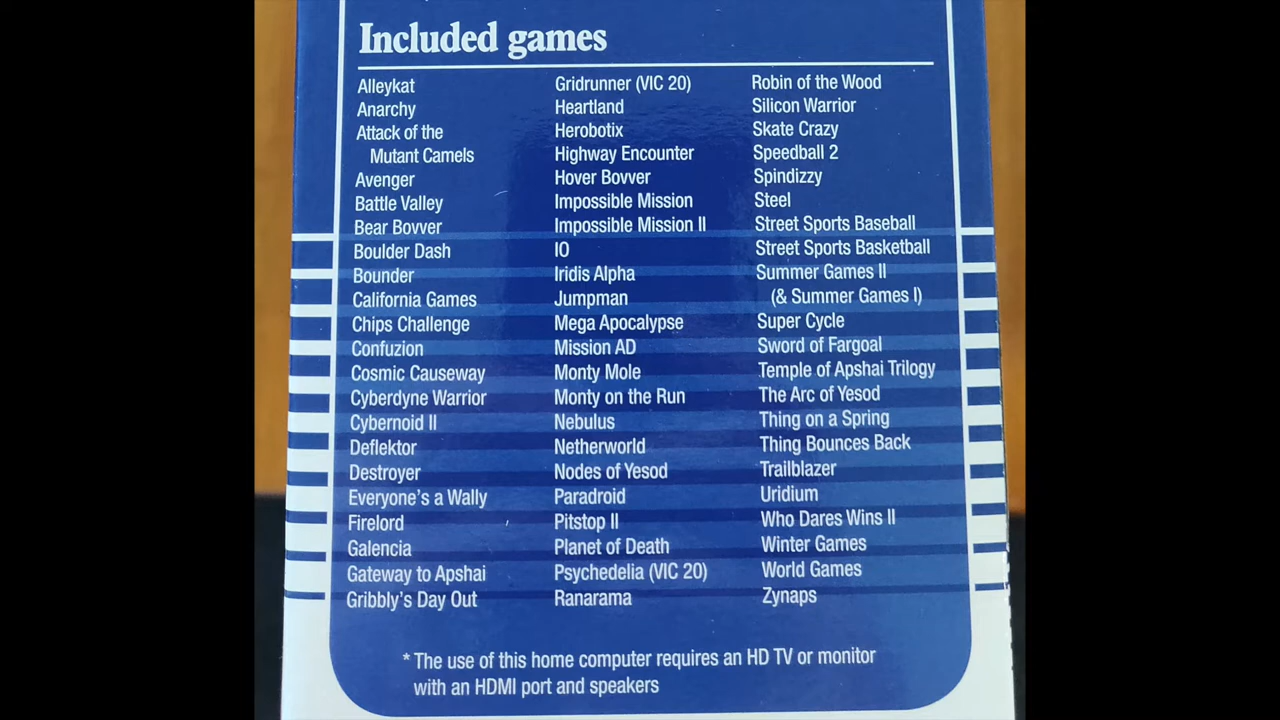 Included games
Alleykat
Anarchy
Attack of the
Mutant Camels
Avenger
Battle Valley
Bear Bovver
Boulder Dash
Bounder
California Games
Chips Challenge
Confuzion
Cosmic Causeway
Cyberdyne Warrior
Cybernoid II
Deflektor
Destroyer
Everyone's a Wally
Firelord
Galencia
Gateway to Apshai
Gribbly's Day Out
Gridrunner (VIC 20)
Heartland
Herobotix
Highway Encounter
Hover Bovver
Impossible Mission
Impossible Mission II
IO
Iridis Alpha
Jumpman
Mega Apocalypse
Mission AD
Monty Mole
Monty on the Run
Nebulus
Netherworld
Nodes of Yesod
Paradroid
Pitstop II
Planet of Death
Psychedelia (VIC 20)
Ranarama
Robin of the Wood
Silicon Warrior
Skate Crazy
Speedball 2
Spindizzy
Steel
Street Sports Baseball
Street Sports Basketball
Summer Games II
(& Summer Games I)
Super Cycle
Sword of Fargoal
Temple of Apshai Trilogy
The Arc of Yesod
Thing on a Spring
Thing Bounces Back
Trailblazer
Uridium
Who Dares Wins II
Winter Games
World Games
Zynaps
* The use of this home computer requires an HD TV or monitor
with an HDMI port and speakers